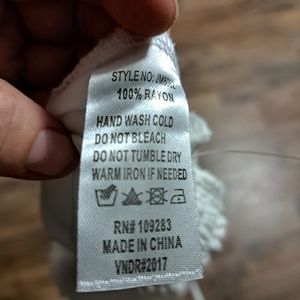 STYLE NO:
100% RAYON
HAND WASH COLD
DO NOT BLEACH
DO NOT TUMBLE DRY
WARM IRON IF NEEDED
RN# 109283
MADE IN CHINA
VNDR#2017